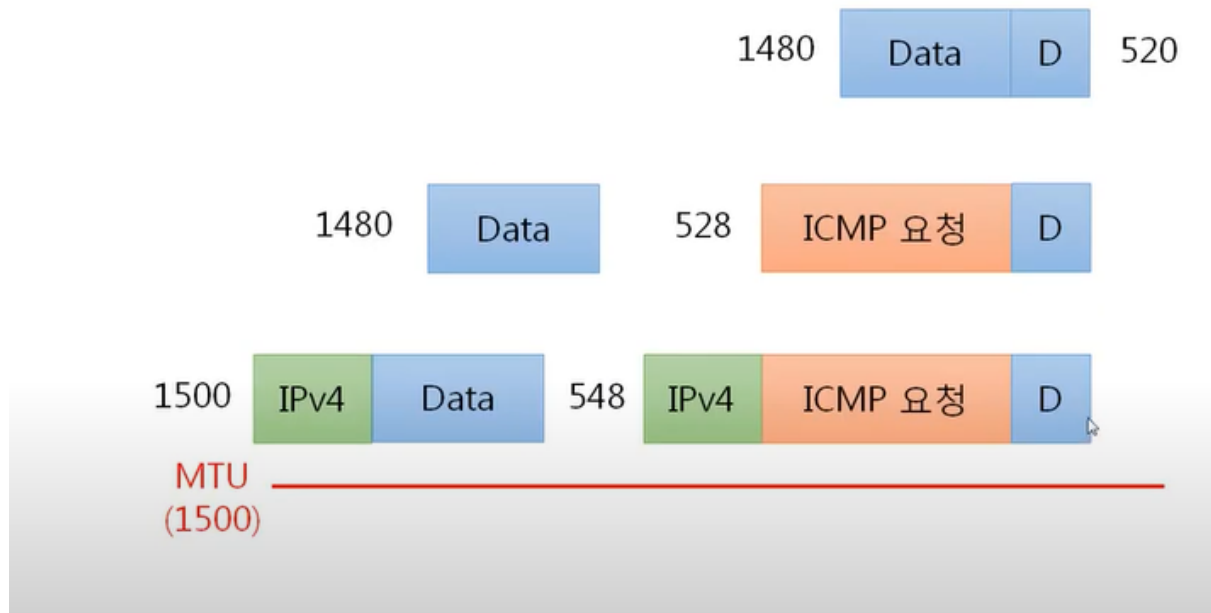 1480 Data D 520
1480 Data 528 ICMP 요청 D
1500 IPv4 Data 548 IPv4 ICMP 요청 D
MTU
(1500)